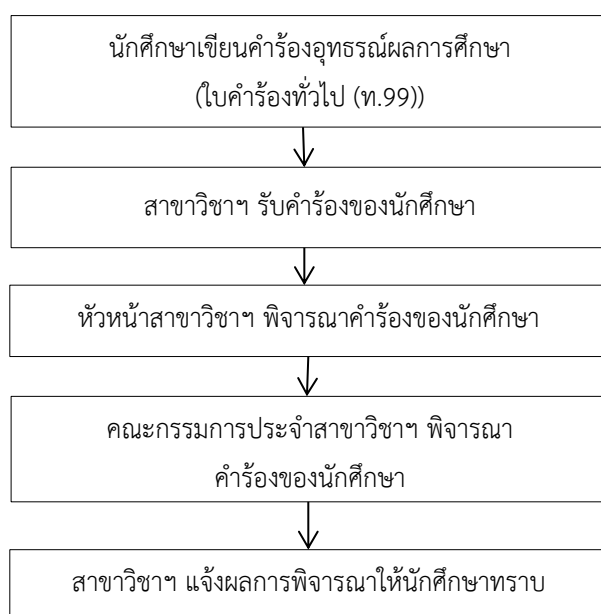 นักศึกษาเขียนคำร้องอุทธรณ์ผลการศึกษา
(ใบคำร้องทั่วไป (ท.99))
สาขาวิชาฯ รับคำร้องของนักศึกษา
หัวหน้าสาขาวิชาฯ พิจารณาคำร้องของนักศึกษา
คณะกรรมการประจำสาขาวิชาฯ พิจารณา
คำร้องของนักศึกษา
สาขาวิชาฯ แจ้งผลการพิจารณาให้นักศึกษาทราบ